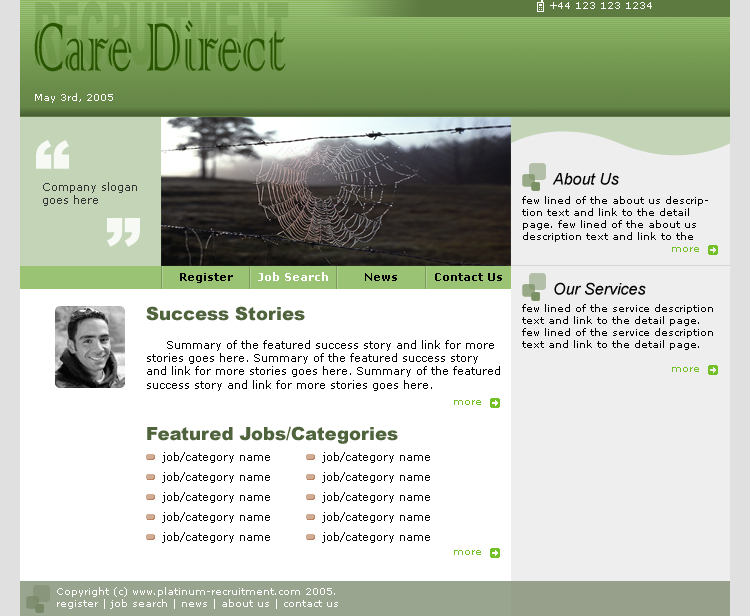 +44 123 123 1234
RECRUITMENT
Care Direct
May 3rd, 2005
Company slogan
goes here
Register
Job Search
News
Contact Us
Success Stories
Summary of the featured success story and link for more
stories goes here. Summary of the featured success story
and link for more stories goes here. Summary of the featured
success story and link for more stories goes here.
more
Featured Jobs/Categories
job/category name
job/category name
job/category name
job/category name
job/category name
job/category name
job/category name
job/category name
job/category name
job/category name
more
About Us
few lined of the about us descrip-
tion text and link to the detail
page. few lined of the about us
description text and link to the
more
Our Services
few lined of the service description
text and link to the detail page.
few lined of the service description
text and link to the detail page.
more
Copyright (c) www.platinum-recruitment.com 2005.
register | job search | news | about us | contact us